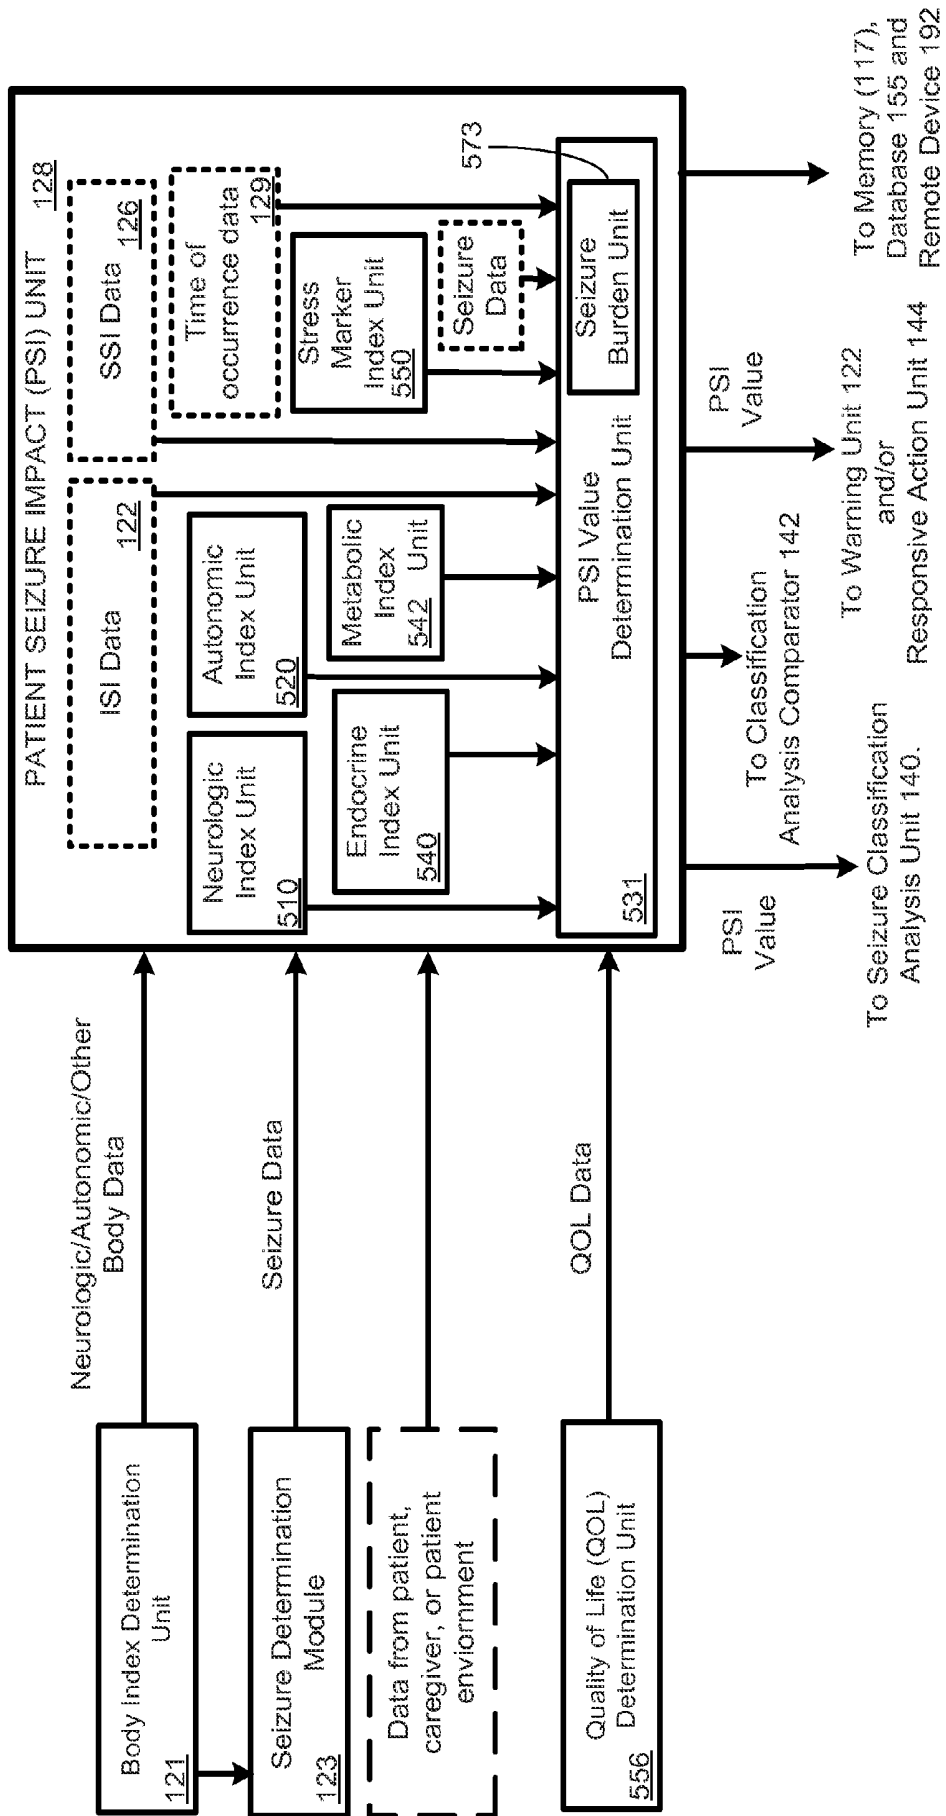 Body Index Determination
Unit
121
Seizure Determination
Module
123
Data from patient,
caregiver, or patient
enviornment
Quality of Life (QOL)
Determination Unit
556
Neurologic/Autonomic/Other
Body Data
Seizure Data
QOL Data
PATIENT SEIZURE IMPACT (PSI) UNIT
128
ISI Data
122
SSI Data
126
Neurologic
Index Unit
510
Autonomic
Index Unit
520
Time of
occurrence data
129
Endocrine
Index Unit
540
Metabolic
Index Unit
542
Stress
Marker
Index Unit
550
Seizure
Data
573
PSI Value
Determination Unit
531
Seizure
Burden Unit
PSI
Value
To Seizure Classification
Analysis Unit 140.
To Classification
Analysis Comparator 142
PSI
Value
To Warning Unit 122
and/or
Responsive Action Unit 144
To Memory (117),
Database 155 and
Remote Device 192